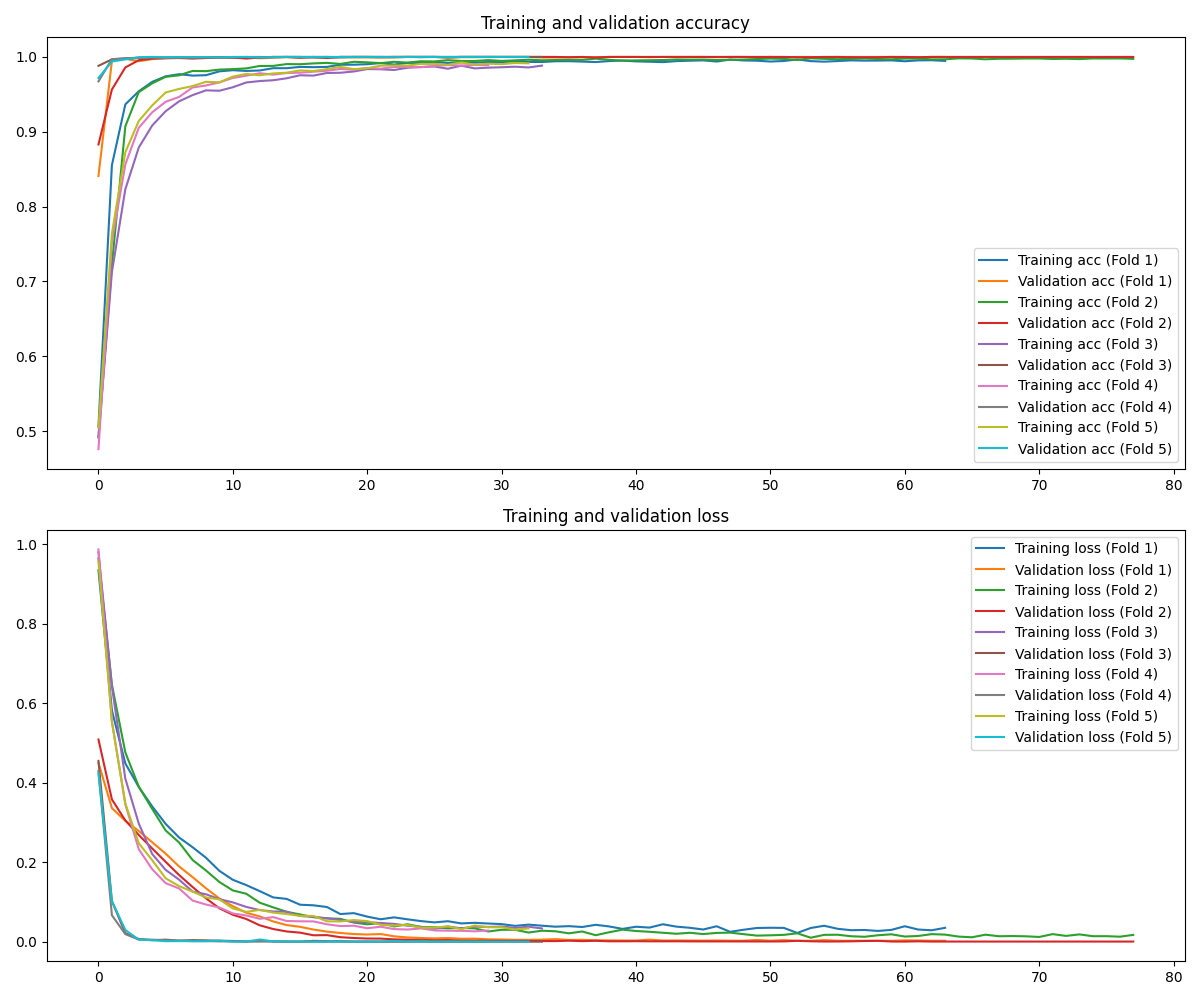 Training and validation accuracy
1.0
0.9
0.8
0.7
0.6
0.5
Training acc (Fold 1)
Validation acc (Fold 1)
Training acc (Fold 2)
Validation acc (Fold 2)
Training acc (Fold 3)
Validation acc (Fold 3)
Training acc (Fold 4)
Validation acc (Fold 4)
Training acc (Fold 5)
Validation acc (Fold 5)
0 10 20 30 40 50 60 70 80
Training and validation loss
1.0
0.8
0.6
0.4
0.2
0.0
Training loss (Fold 1)
Validation loss (Fold 1)
Training loss (Fold 2)
Validation loss (Fold 2)
Training loss (Fold 3)
Validation loss (Fold 3)
Training loss (Fold 4)
Validation loss (Fold 4)
Training loss (Fold 5)
Validation loss (Fold 5)
0 10 20 30 40 50 60 70 80